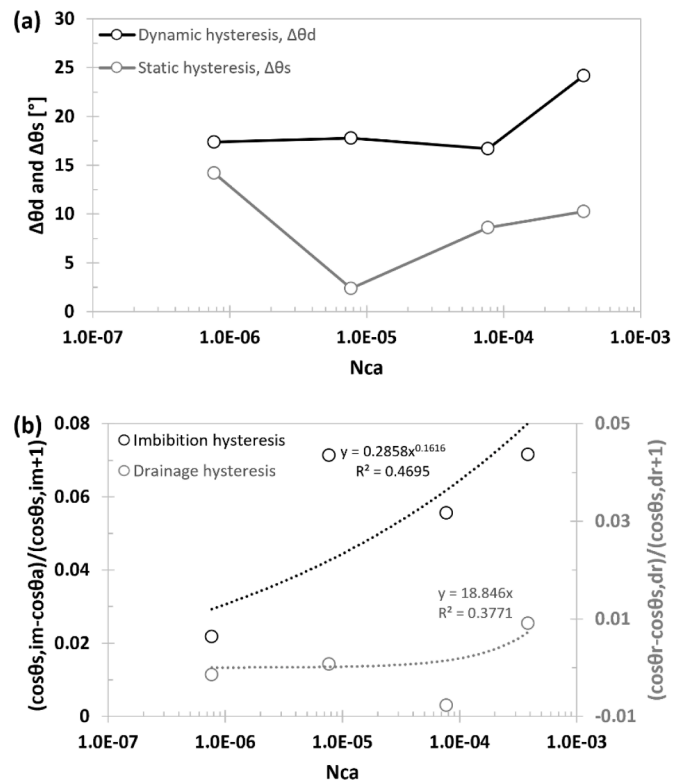 (a)
30
25
20
15
10
5
0
Δθd and Δθs [°]
Dynamic hysteresis, Δθd
Static hysteresis, Δθs
1.0E-07 1.0E-06 1.0E-05 1.0E-04 1.0E-03
Nca
(b)
0.08
0.06
0.04
0.02
0
(cosθs,im-cosθa)/(cosθs,im+1)
Imbibition hysteresis
Drainage hysteresis
y = 0.2858x^0.1616
R² = 0.4695
y = 18.846x
R² = 0.3771
0.05
0.03
0.01
-0.01
(cosθr-cosθs,dr)/(cosθs,dr+1)
1.0E-07 1.0E-06 1.0E-05 1.0E-04 1.0E-03
Nca